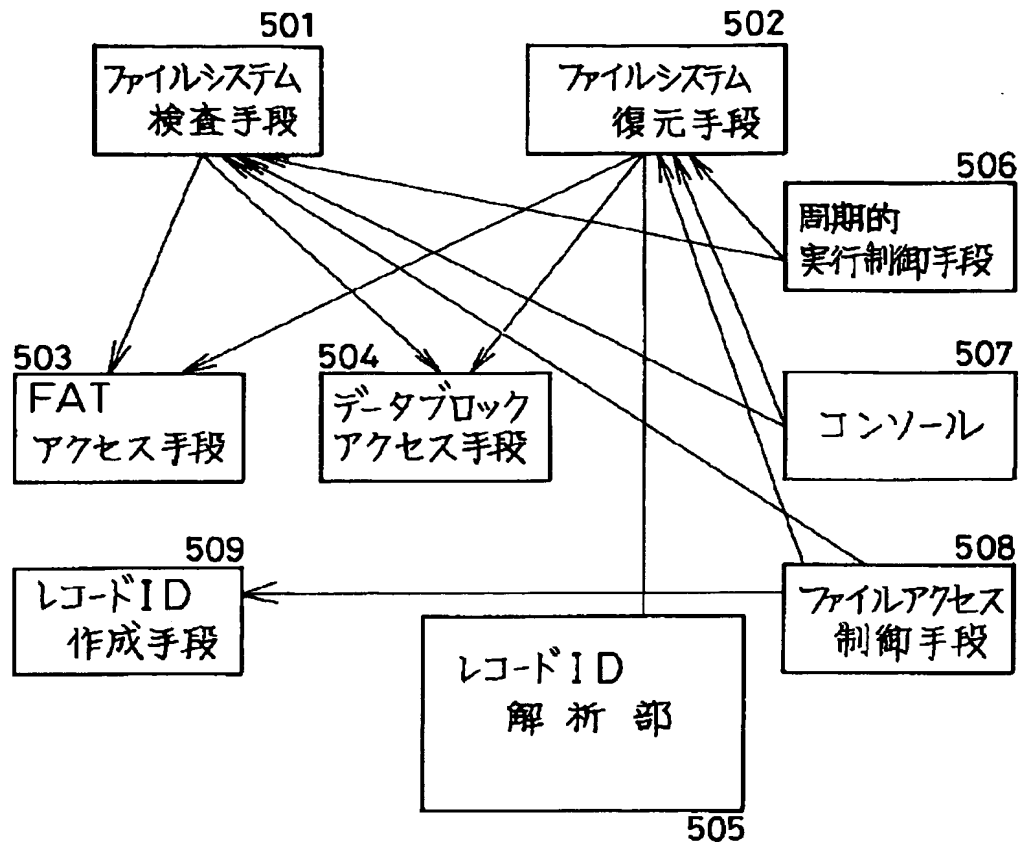 501
ファイルシステム
検査手段
502
ファイルシステム
復元手段
506
周期的
実行制御手段
503
FAT
アクセス手段
504
データブロック
アクセス手段
507
コンソール
509
レコードID
作成手段
508
ファイルアクセス
制御手段
レコードID
解析部
505